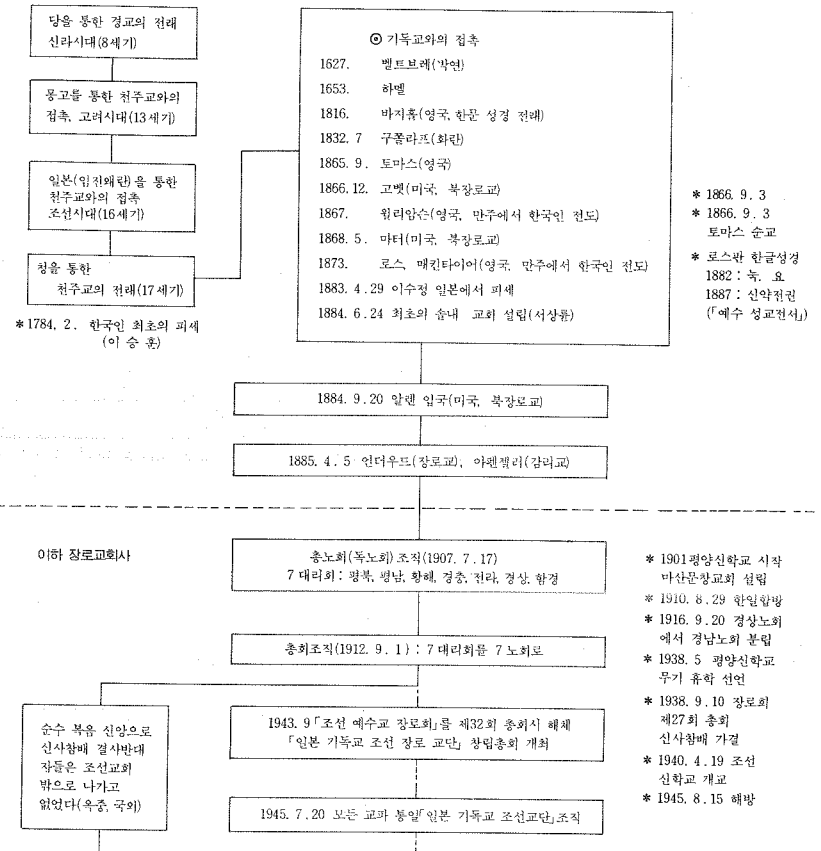 당을 통한 경교의 전래
신라시대(8세기)
몽고를 통한 천주교와의
접촉, 고려시대(13세기)
일본(임진왜란)을 통한
천주교와의 접촉
조선시대(16세기)
청을 통한
천주교의 전래(17세기)
*1784. 2. 한국인 최초의 피세
(이 승 훈)
◎ 기독교와의 접촉
1627. 벨트브레(박연)
1653. 하멜
1816. 바지홀(영국, 한문 성경 전래)
1832. 7 구쯜라프(화란)
1865. 9. 토마스(영국)
1866. 12. 고벳(미국, 북장로교)
1867. 윌리암슨(영국, 만주에서 한국인 전도)
1868. 5. 마터(미국, 북장로교)
1873. 로스, 매킨타이어(영국, 만주에서 한국인 전도)
1883. 4. 29 이수정 일본에서 피세
1884. 6. 24 최초의 솔내 교회 설립(서상륜)
* 1866. 9. 3
* 1866. 9. 3
토마스 순교
* 로스판 한글성경
1882 : 눅, 요
1887 : 신약전권
(「예수 성교전서」)
1884. 9. 20 알렌 입국(미국, 북장로교)
1885. 4. 5 언더우드(장로교), 아펜젤러(감리교)
이하 장로교회사
총노회(독노회) 조직(1907. 7. 17)
7 대리회 : 평북, 평남, 황해, 경충, 전라, 경상, 함경
총회조직(1912. 9. 1) : 7 대리회를 7 노회로
순수 복음 신앙으로
신사참배 결사반대
자들은 조선교회
밖으로 나가고
없었다(옥중, 국외)
1943. 9 「조선 예수교 장로회」를 제32회 총회시 해체
「일본 기독교 조선 장로 교단」 창립총회 개최
1945. 7. 20 모든 교파 통일 「일본 기독교 조선교단」 조직
* 1901 평양신학교 시작
마산문창교회 설립
* 1910. 8. 29 한일합방
* 1916. 9. 20 경상노회
에서 경남노회 분립
* 1938. 5 평양신학교
무기 휴학 선언
* 1938. 9. 10 장로회
제27회 총회
신사참배 가결
* 1940. 4. 19 조선
신학교 개교
* 1945. 8. 15 해방